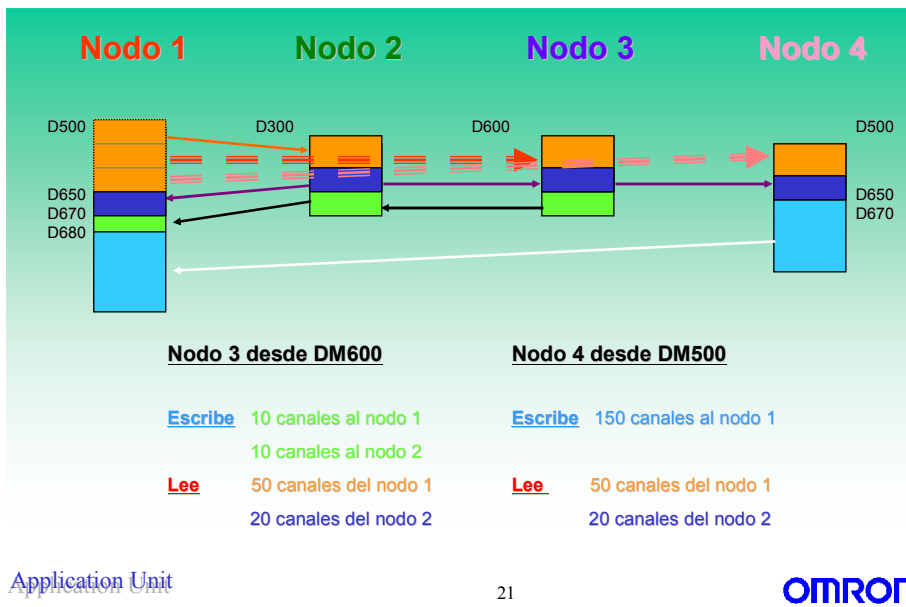 Nodo 1 Nodo 2 Nodo 3 Nodo 4
D500 D300 D600 D500
D650 D650
D670 D670
D680
Nodo 3 desde DM600 Nodo 4 desde DM500
Escribe 10 canales al nodo 1 Escribe 150 canales al nodo 1
10 canales al nodo 2
Lee 50 canales del nodo 1 Lee 50 canales del nodo 1
20 canales del nodo 2 20 canales del nodo 2
Application Unit 21 OMRON